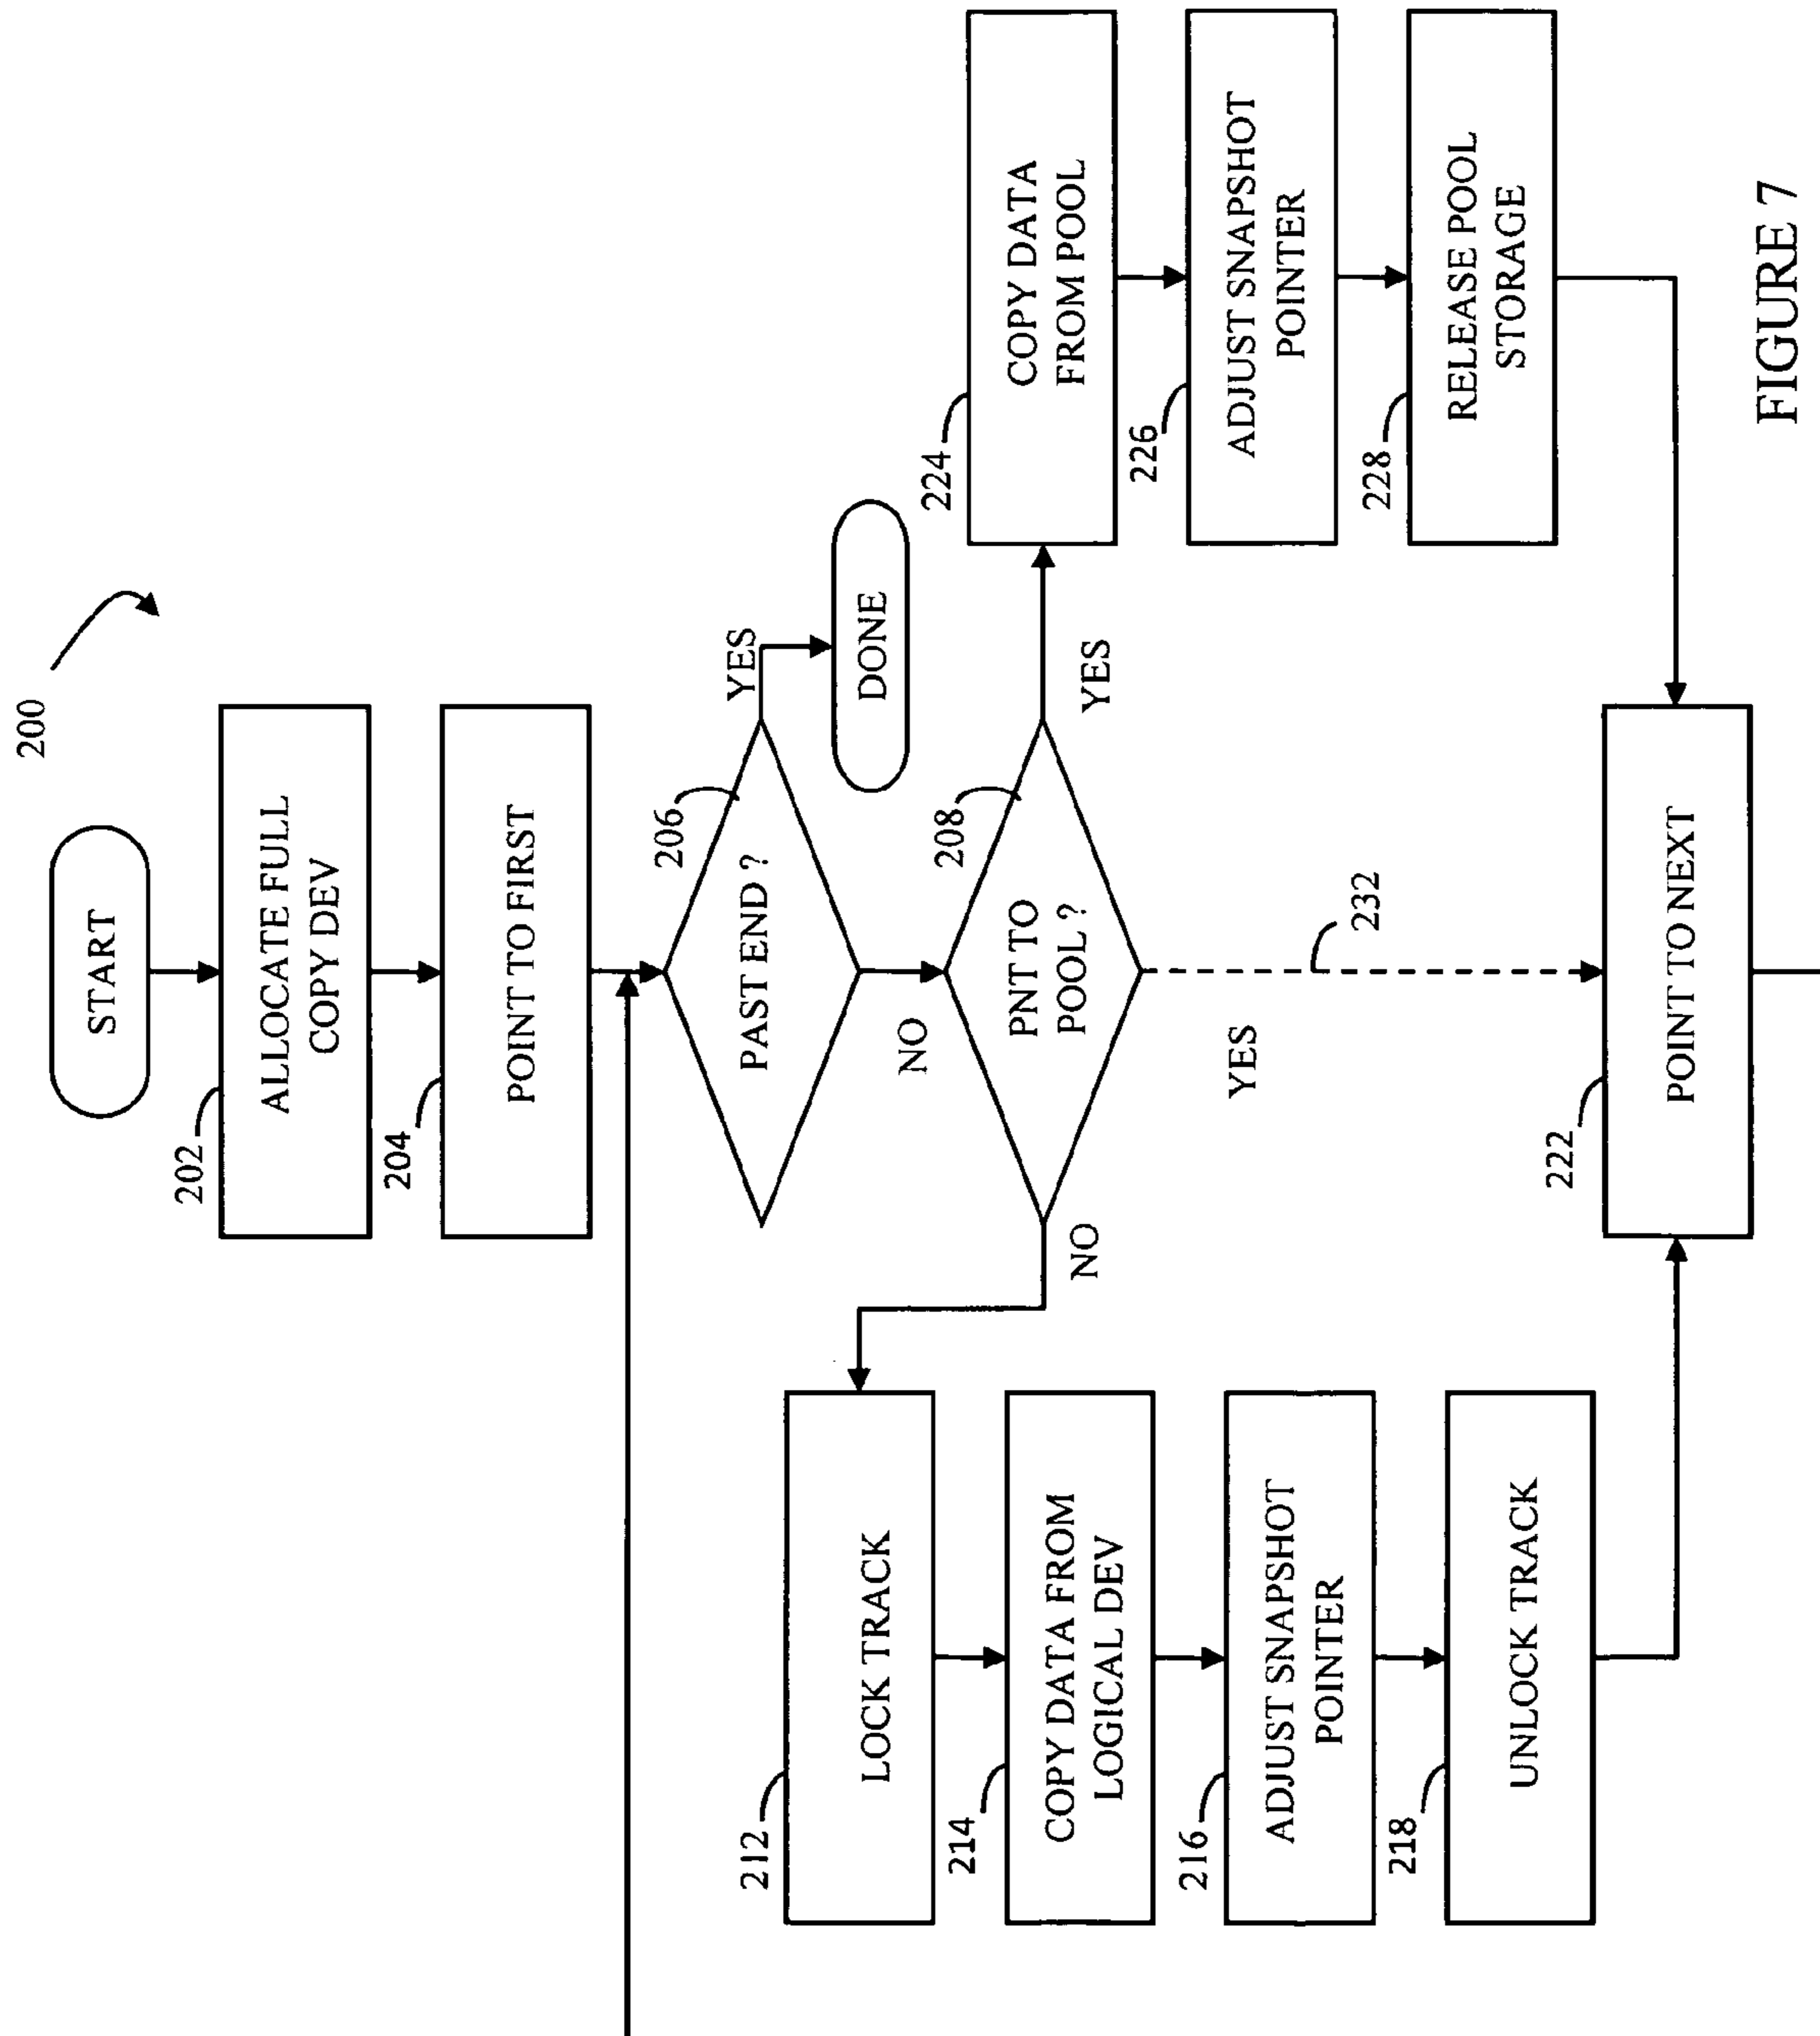 200
START
202
ALLOCATE FULL
COPY DEV
204
POINT TO FIRST
206
PAST END ?
YES
DONE
NO
208
PNT TO
POOL ?
NO
YES
YES
232
212
LOCK TRACK
214
COPY DATA FROM
LOGICAL DEV
216
ADJUST SNAPSHOT
POINTER
218
UNLOCK TRACK
224
COPY DATA
FROM POOL
226
ADJUST SNAPSHOT
POINTER
228
RELEASE POOL
STORAGE
222
POINT TO NEXT
FIGURE 7